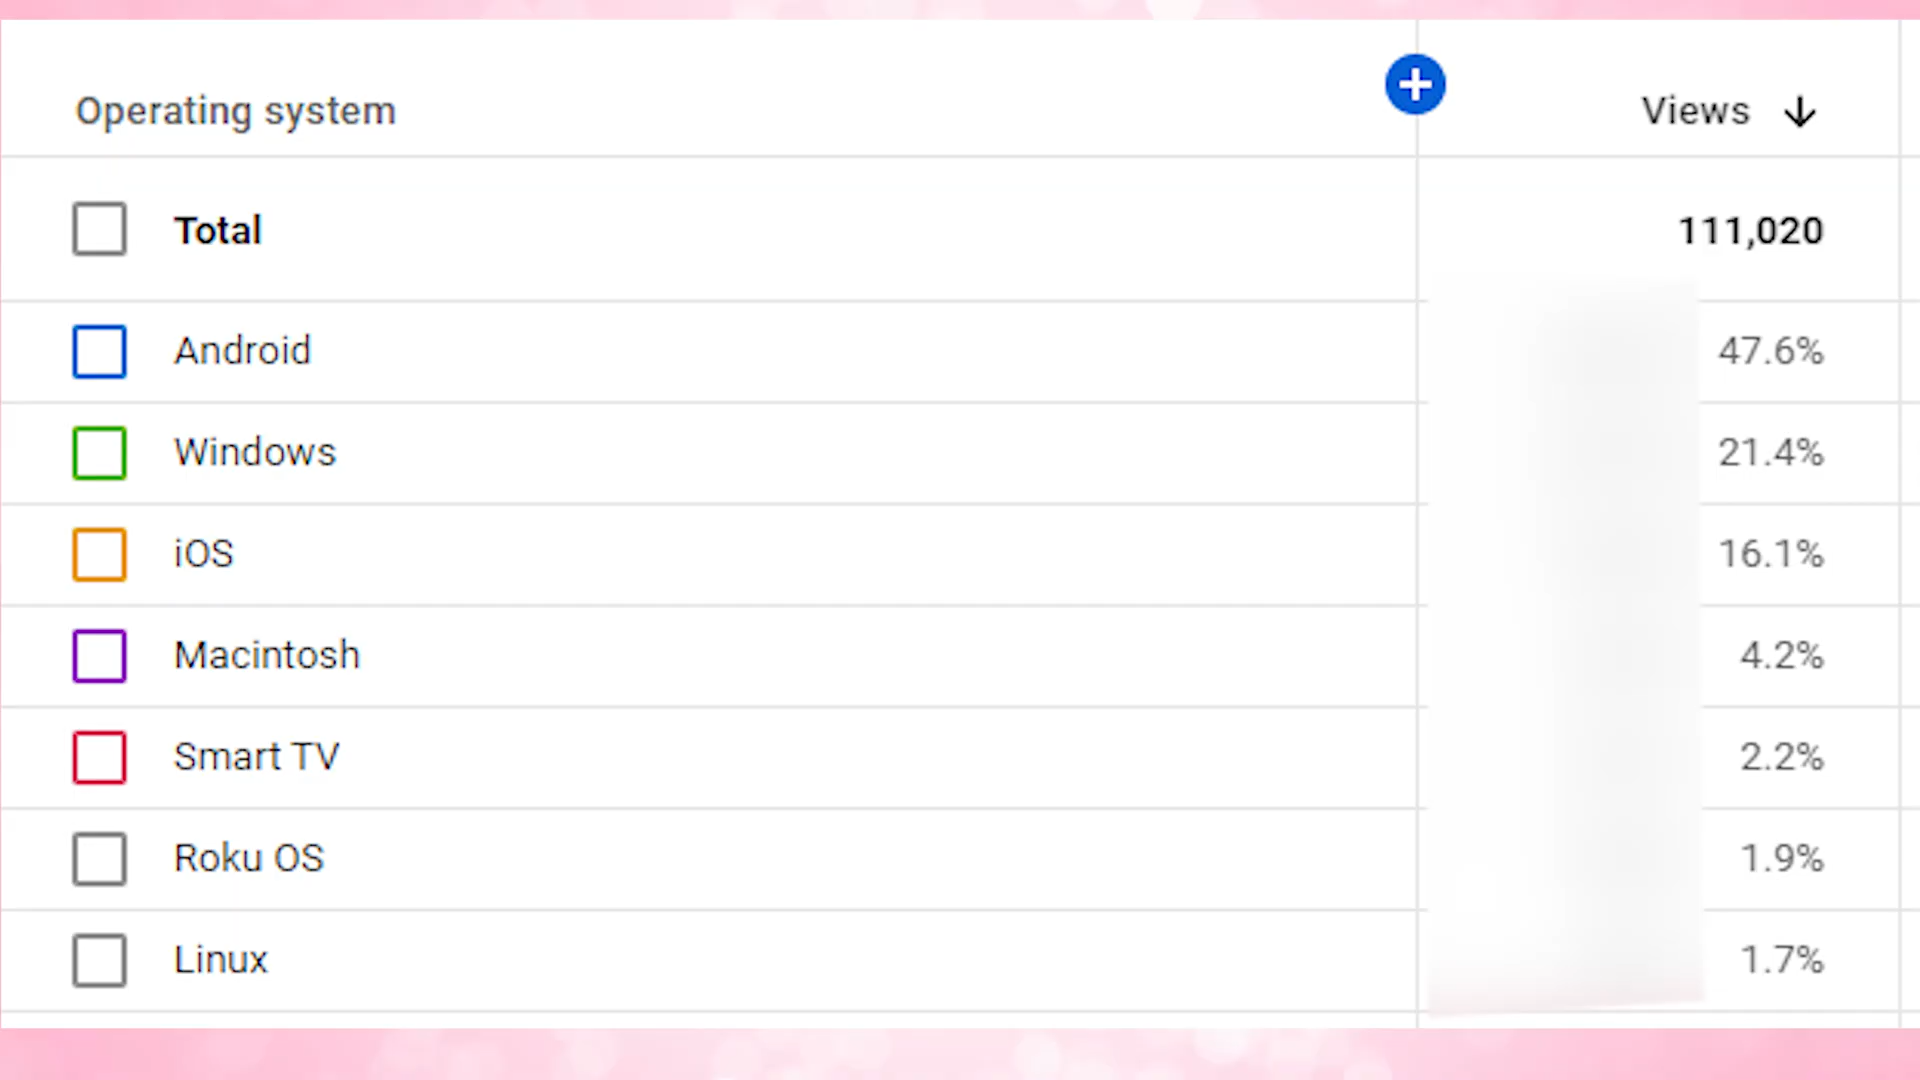 Operating system Views
Total 111,020
Android 47.6%
Windows 21.4%
iOS 16.1%
Macintosh 4.2%
Smart TV 2.2%
Roku OS 1.9%
Linux 1.7%